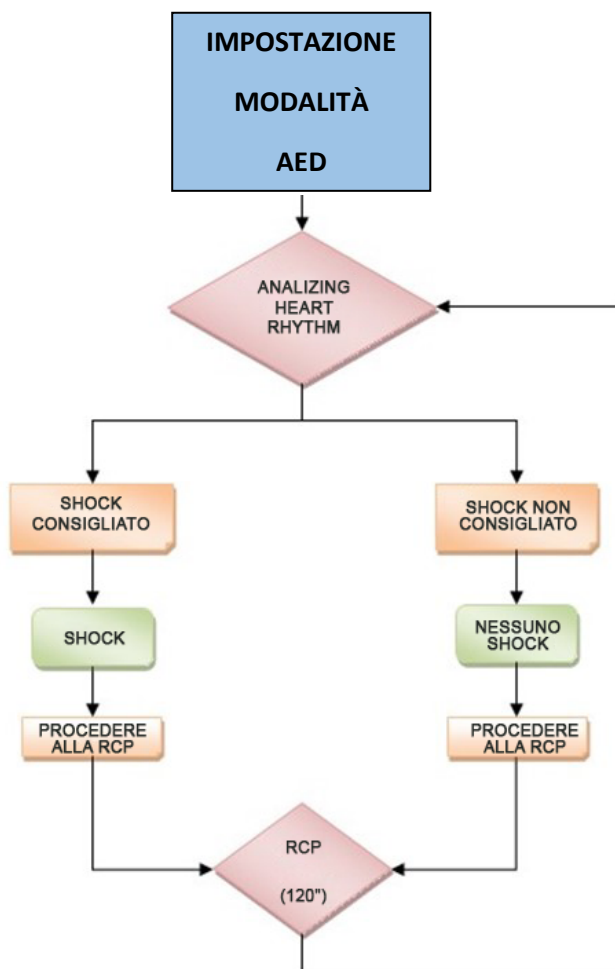 IMPOSTAZIONE
MODALITÀ
AED
ANALIZING
HEART
RHYTHM
SHOCK
CONSIGLIATO
SHOCK NON
CONSIGLIATO
SHOCK
NESSUNO
SHOCK
PROCEDERE
ALLA RCP
PROCEDERE
ALLA RCP
RCP
(120")